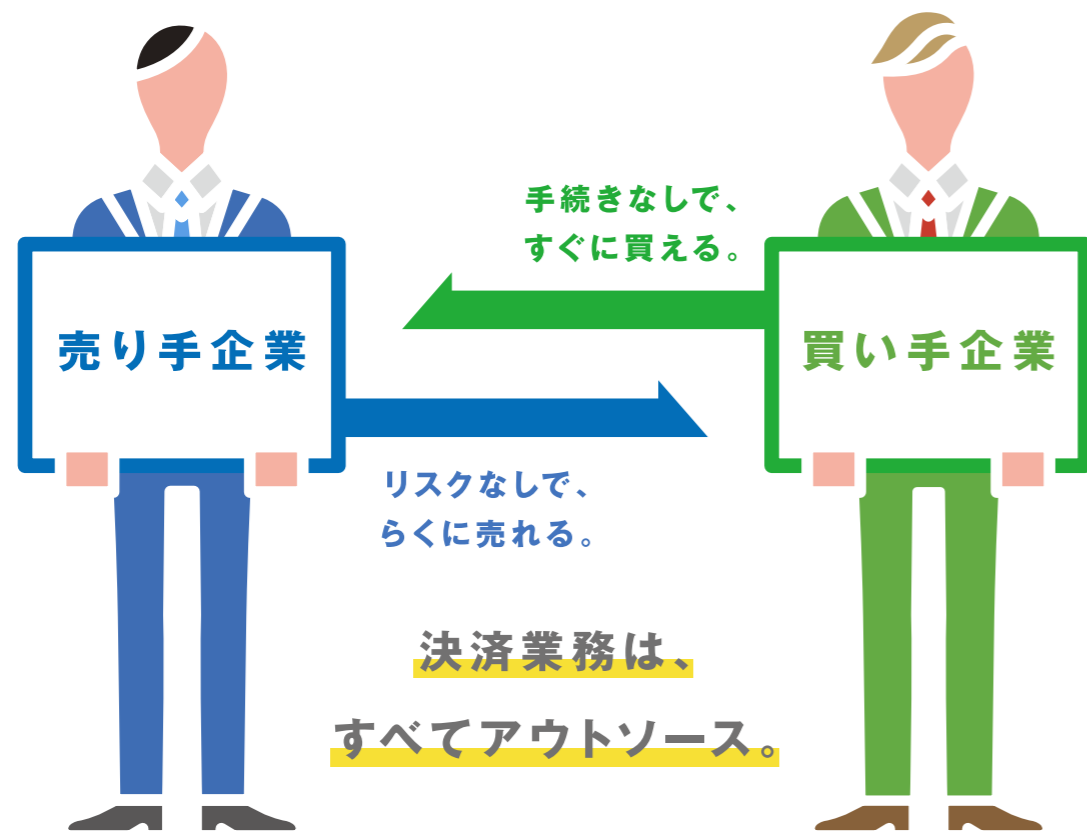 手続きなしで、
すぐに買える。
売り手企業
買い手企業
リスクなしで、
らくに売れる。
決済業務は、
すべてアウトソース。